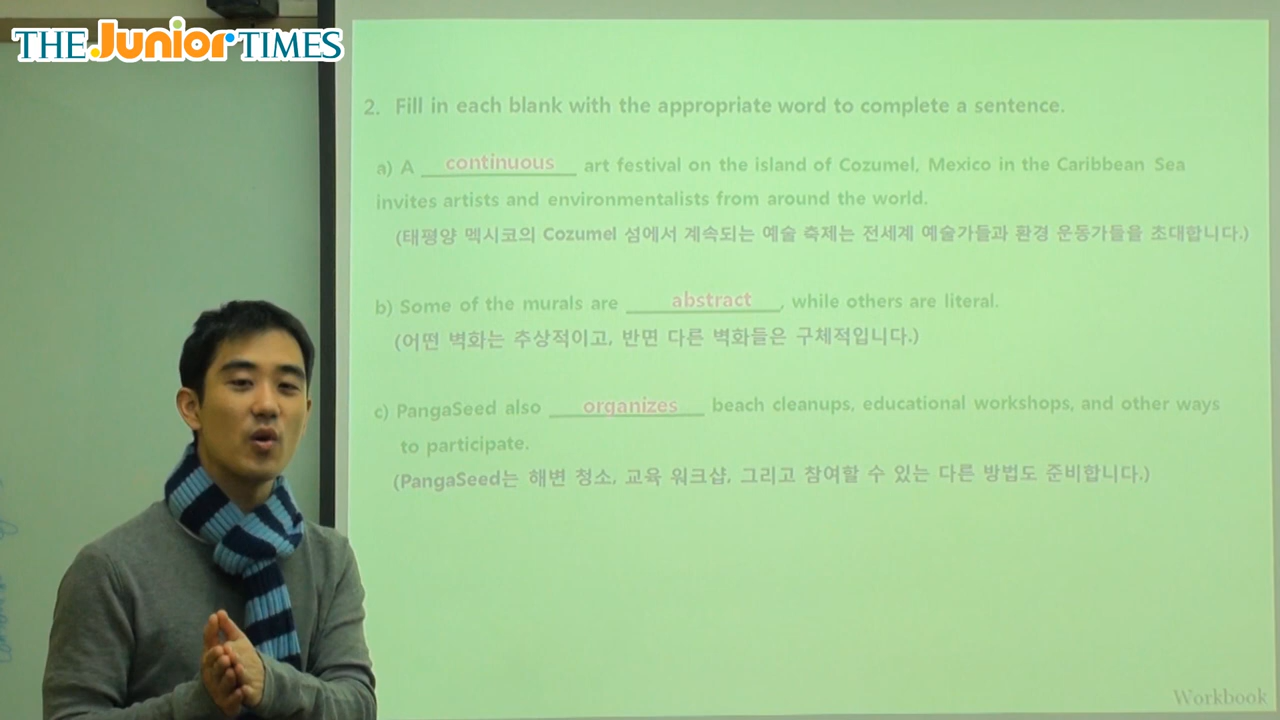 THE Junior TIMES
2. Fill in each blank with the appropriate word to complete a sentence.
a) A continuous art festival on the island of Cozumel, Mexico in the Caribbean Sea
invites artists and environmentalists from around the world.
(태평양 멕시코의 Cozumel 섬에서 계속되는 예술 축제는 전세계 예술가들과 환경 운동가들을 초대합니다.)
b) Some of the murals are abstract, while others are literal.
(어떤 벽화는 추상적이고, 반면 다른 벽화들은 구체적입니다.)
c) PangaSeed also organizes beach cleanups, educational workshops, and other ways
to participate.
(PangaSeed는 해변 청소, 교육 워크샵, 그리고 참여할 수 있는 다른 방법도 준비합니다.)
Workbook